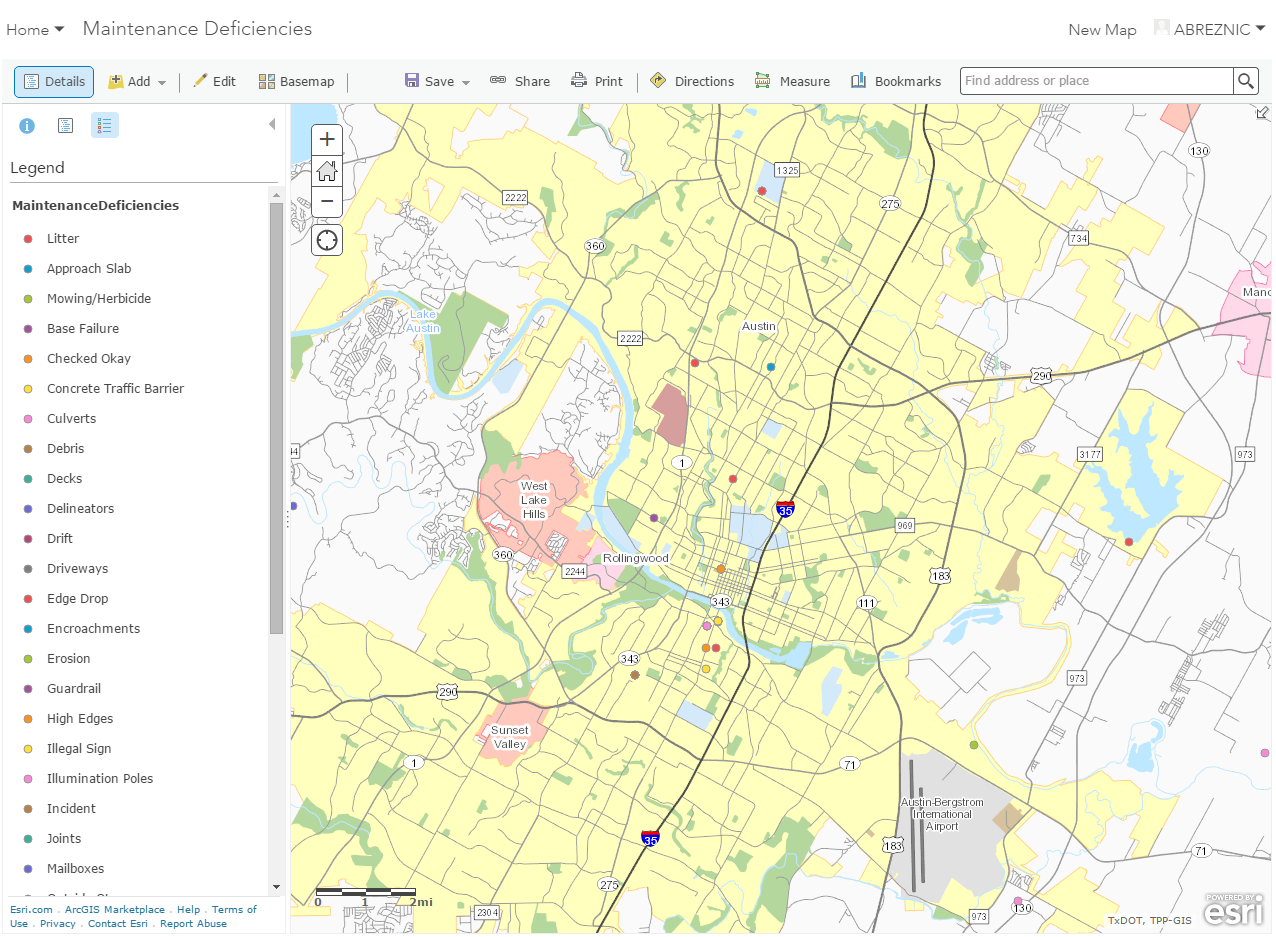 Home Maintenance Deficiencies New Map ABREZNIC
Details Add Edit Basemap Save Share Print Directions Measure Bookmarks Find address or place
Legend
MaintenanceDeficiencies
Litter
Approach Slab
Mowing/Herbicide
Base Failure
Checked Okay
Concrete Traffic Barrier
Culverts
Debris
Decks
Delineators
Drift
Driveways
Edge Drop
Encroachments
Erosion
Guardrail
High Edges
Illegal Sign
Illumination Poles
Incident
Joints
Mailboxes
Esri.com . ArcGIS Marketplace . Help . Terms of
Use . Privacy . Contact Esri . Report Abuse
130
1325
2222
275
734
360
Lake
Austin
Austin
2222
290
1
3177
973
West
Lake
Hills
35
969
360
Rollingwood
2244
183
343
111
343
973
290
Sunset
Valley
1
71
Austin-Bergstrom
International
Airport
35
183
71
275
0 1 2mi
2304
973
130
TxDOT, TPP-GIS
POWERED BY
esri